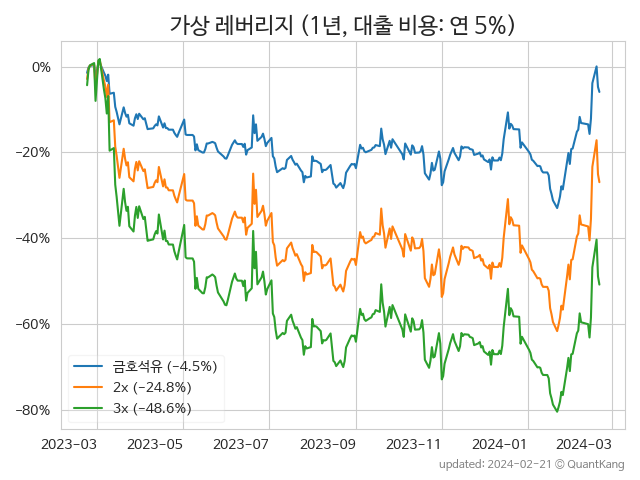 가상 레버리지 (1년, 대출 비용: 연 5%)
0%
−20%
−40%
−60%
−80%
금호석유 (−4.5%)
2x (−24.8%)
3x (−48.6%)
2023−03 2023−05 2023−07 2023−09 2023−11 2024−01 2024−03
updated: 2024−02−21 © QuantKang